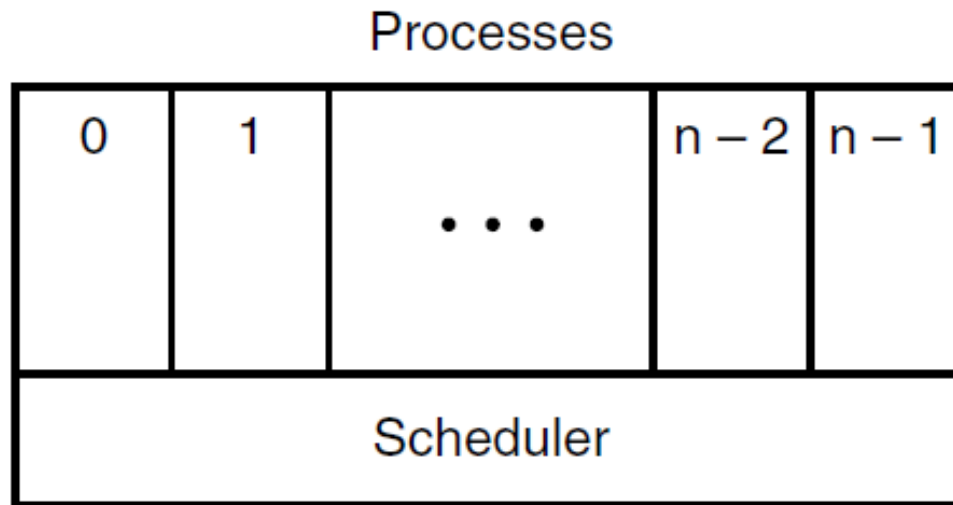 Processes
0 1 n – 2 n – 1
• • •
Scheduler